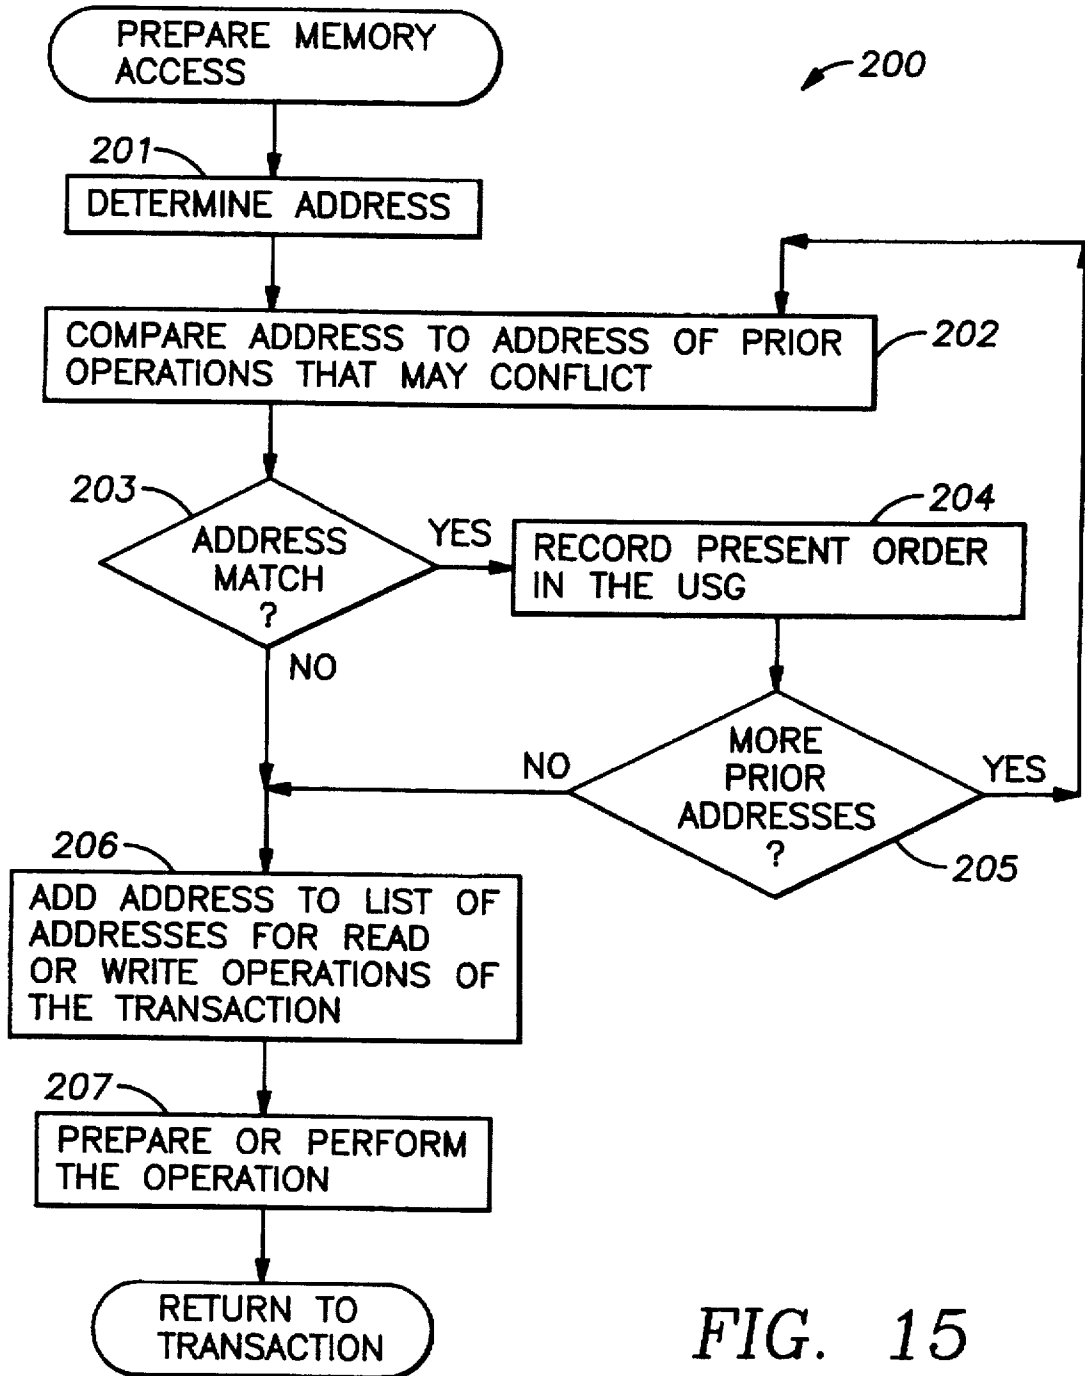 PREPARE MEMORY
ACCESS
200
201
DETERMINE ADDRESS
COMPARE ADDRESS TO ADDRESS OF PRIOR
OPERATIONS THAT MAY CONFLICT
202
203
ADDRESS
MATCH
?
YES
NO
204
RECORD PRESENT ORDER
IN THE USG
MORE
PRIOR
ADDRESSES
?
NO
YES
205
206
ADD ADDRESS TO LIST OF
ADDRESSES FOR READ
OR WRITE OPERATIONS OF
THE TRANSACTION
207
PREPARE OR PERFORM
THE OPERATION
RETURN TO
TRANSACTION
FIG. 15